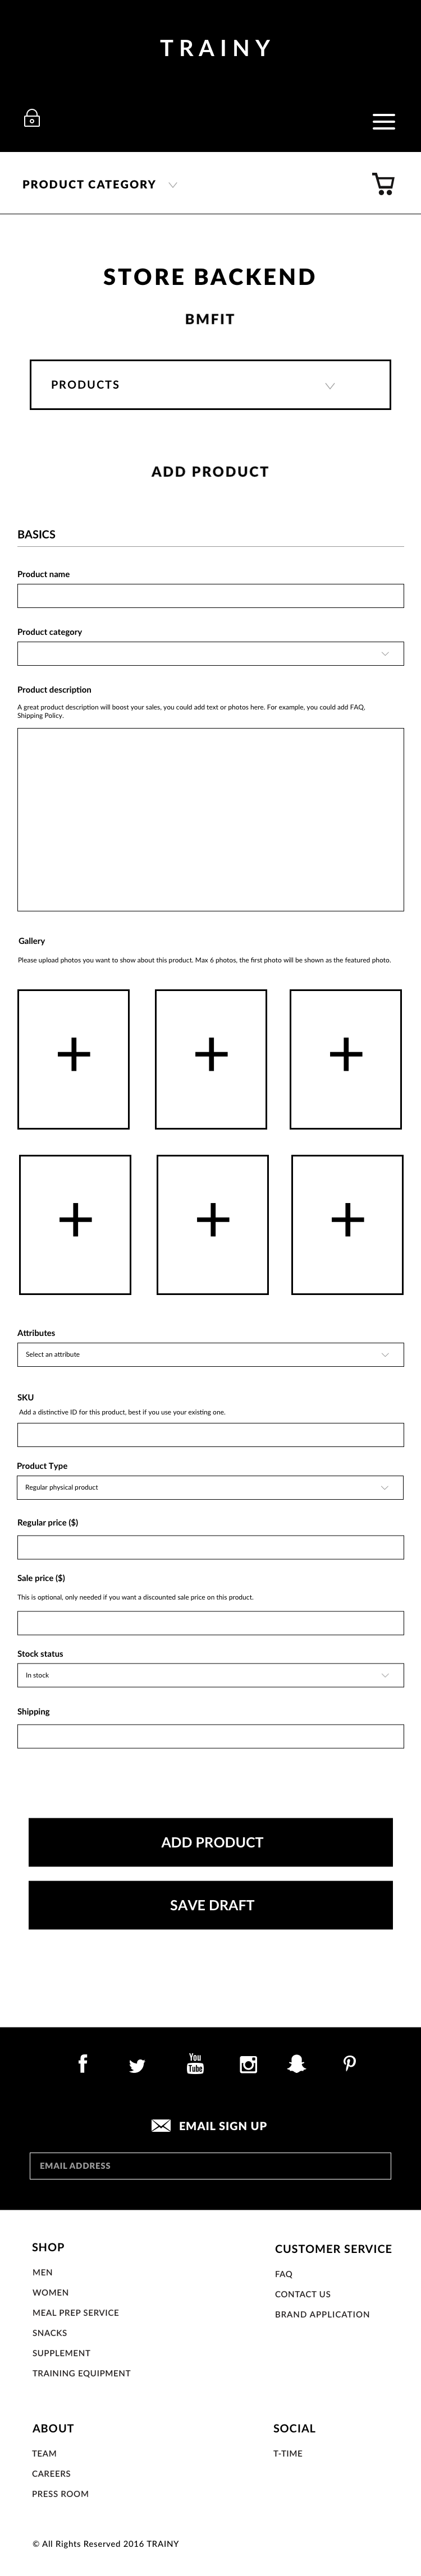 TRAINY
PRODUCT CATEGORY
STORE BACKEND
BMFIT
PRODUCTS
ADD PRODUCT
BASICS
Product name
Product category
Product description
A great product description will boost your sales, you could add text or photos here. For example, you could add FAQ,
Shipping Policy.
Gallery
Please upload photos you want to show about this product. Max 6 photos, the first photo will be shown as the featured photo.
Attributes
Select an attribute
SKU
Add a distinctive ID for this product, best if you use your existing one.
Product Type
Regular physical product
Regular price ($)
Sale price ($)
This is optional, only needed if you want a discounted sale price on this product.
Stock status
In stock
Shipping
ADD PRODUCT
SAVE DRAFT
You
Tube
EMAIL SIGN UP
EMAIL ADDRESS
SHOP
MEN
WOMEN
MEAL PREP SERVICE
SNACKS
SUPPLEMENT
TRAINING EQUIPMENT
CUSTOMER SERVICE
FAQ
CONTACT US
BRAND APPLICATION
ABOUT
TEAM
CAREERS
PRESS ROOM
SOCIAL
T-TIME
© All Rights Reserved 2016 TRAINY